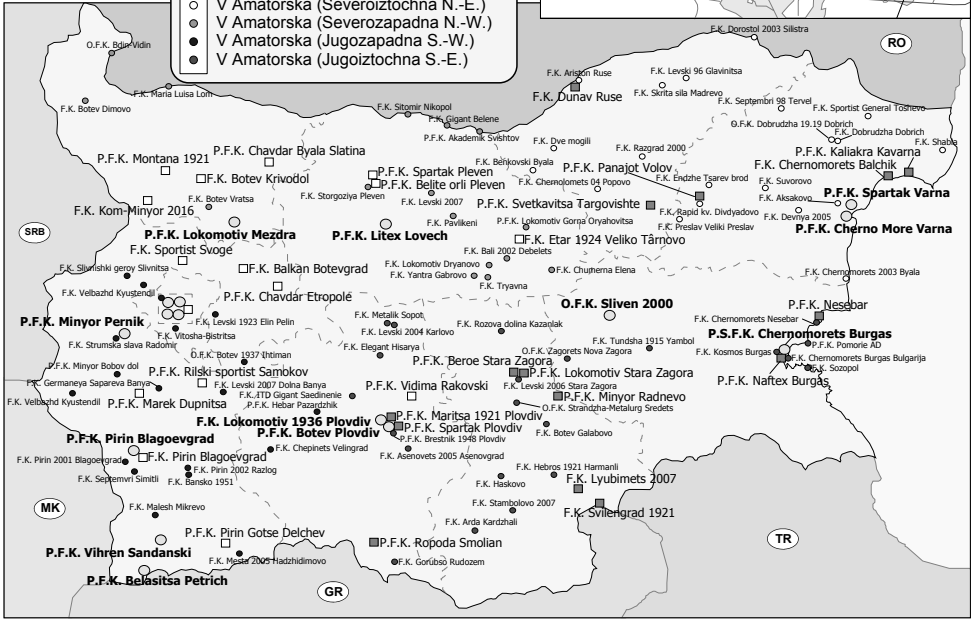 V Amatorska (Severoiztochna N.-E.)
V Amatorska (Severozapadna N.-W.)
V Amatorska (Jugozapadna S.-W.)
V Amatorska (Jugoiztochna S.-E.)
F.K. Dorostol 2003 Silistra
RO
O.F.K. Bdin-Vidin
F.K. Ariston Ruse
F.K. Levski 96 Glavinitsa
F.K. Maria Luisa Lom
F.K. Dunav Ruse
F.K. Skrita sila Madrevo
F.K. Botev Dimovo
F.K. Sitomir Nikopol
F.K. Septembri 98 Tervel
F.K. Sportist General Toshevo
F.K. Gigant Belene
O.F.K. Dobrudzha 19.19 Dobrich
P.F.K. Akademik Svishtov
F.K. Dobrudzha Dobrich
F.K. Dve mogili
F.K. Shabla
P.F.K. Chavdar Byala Slatina
P.F.K. Kaliakra Kavarna
P.F.K. Montana 1921
F.K. Razgrad 2000
F.K. Benkovski Byala
P.F.K. Panajot Volov
F.K. Chernomorets Balchik
P.F.K. Spartak Pleven
F.K. Botev Krivodol
F.K. Endzhe Tsarev brod
F.K. Suvorovo
P.F.K. Belite orli Pleven
F.K. Chernolomets 04 Popovo
P.F.K. Spartak Varna
F.K. Storgoziya Pleven
F.K. Levski 2007
F.K. Aksakovo
F.K. Botev Vratsa
P.F.K. Svetkavitsa Targovishte
F.K. Kom-Minyor 2016
F.K. Rapid kv. Divdyadovo
F.K. Devnya 2005
F.K. Pavlikeni
P.F.K. Lokomotiv Gorna Oryahovitsa
F.K. Preslav Veliki Preslav
P.F.K. Cherno More Varna
SRB
P.F.K. Lokomotiv Mezdra
P.F.K. Litex Lovech
F.K. Etar 1924 Veliko Târnovo
F.K. Sportist Svoge
F.K. Bali 2002 Debelets
F.K. Slivnishki geroy Slivnitsa
F.K. Balkan Botevgrad
F.K. Lokomotiv Dryanovo
F.K. Chumerna Elena
F.K. Chernomorets 2003 Byala
F.K. Yantra Gabrovo
F.K. Tryavna
F.K. Velbazhd Kyustendil
P.F.K. Chavdar Etropole
O.F.K. Sliven 2000
P.F.K. Nesebar
F.K. Metalik Sopot
P.F.K. Minyor Pernik
F.K. Levski 1923 Elin Pelin
F.K. Chernomorets Nesebar
F.K. Levski 2004 Karlovo
F.K. Rozova dolina Kazanlak
P.S.F.K. Chernomorets Burgas
F.K. Vitosha-Bistritsa
F.K. Strumska slava Radomir
F.K. Elegant Hisarya
F.K. Tundsha 1915 Yambol
P.F.K. Pomorie AD
O.F.K. Botev 1937 Ihtiman
O.F.K. Zagorets Nova Zagora
F.K. Kosmos Burgas
F.K. Chernomorets Burgas Bulgarija
P.F.K. Beroe Stara Zagora
P.F.K. Minyor Bobov dol
P.F.K. Rilski sportist Samokov
P.F.K. Lokomotiv Stara Zagora
F.K. Sozopol
F.K. Germaneya Sapareva Banya
F.K. Levski 2007 Dolna Banya
P.F.K. Vidima Rakovski
F.K. Levski 2006 Stara Zagora
P.F.K. Naftex Burgas
F.K. Velbazhd Kyustendil
F.K. ITD Gigant Saedinenie
P.F.K. Marek Dupnitsa
P.F.K. Hebar Pazardzhik
P.F.K. Minyor Radnevo
O.F.K. Strandzha-Metalurg Sredets
P.F.K. Maritsa 1921 Plovdiv
F.K. Lokomotiv 1936 Plovdiv
P.F.K. Spartak Plovdiv
F.K. Botev Galabovo
P.F.K. Botev Plovdiv
P.F.K. Pirin Blagoevgrad
P.F.K. Brestnik 1948 Plovdiv
F.K. Chepinets Velingrad
F.K. Asenovets 2005 Asenovgrad
F.K. Pirin Blagoevgrad
F.K. Pirin 2001 Blagoevgrad
F.K. Pirin 2002 Razlog
F.K. Hebros 1921 Harmanli
F.K. Septemvri Simitli
F.K. Bansko 1951
F.K. Haskovo
F.K. Lyubimets 2007
F.K. Malesh Mikrevo
F.K. Stambolovo 2007
MK
F.K. Svilengrad 1921
F.K. Arda Kardzhali
P.F.K. Pirin Gotse Delchev
P.F.K. Ropoda Smolian
TR
P.F.K. Vihren Sandanski
F.K. Mesta 2005 Hadzhidimovo
F.K. Gorubso Rudozem
P.F.K. Belasitsa Petrich
GR